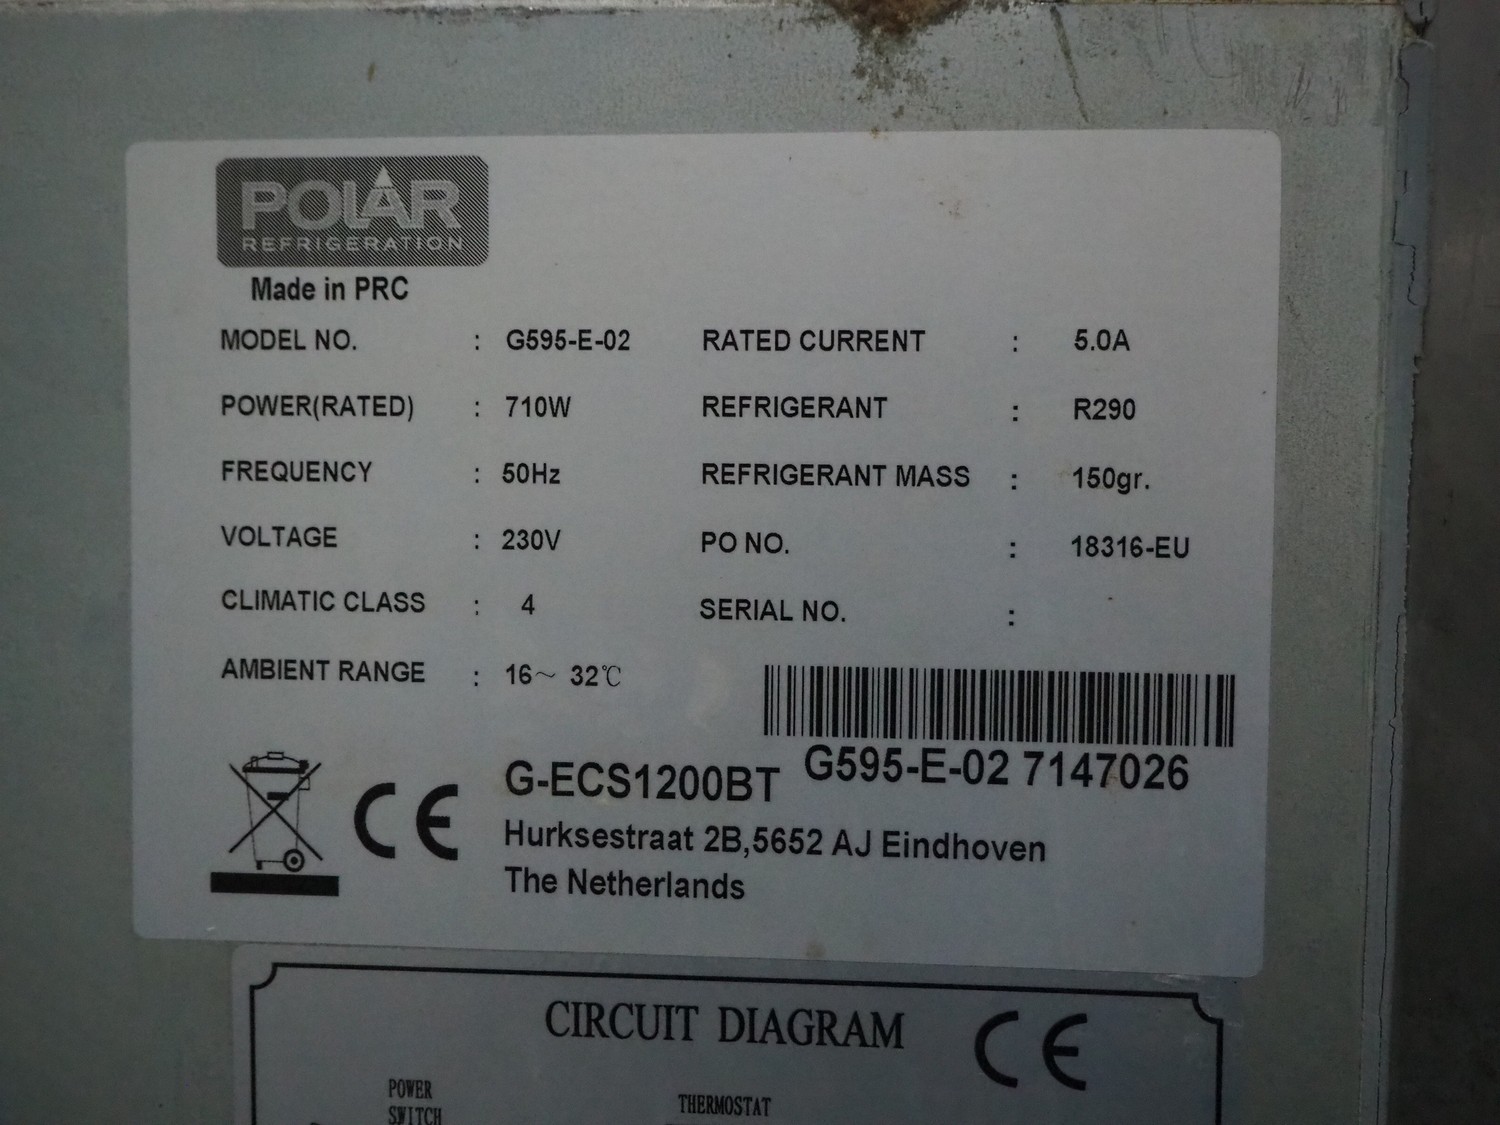 POLAR
REFRIGERATION
Made in PRC
MODEL NO. : G595-E-02 RATED CURRENT : 5.0A
POWER(RATED) : 710W REFRIGERANT : R290
FREQUENCY : 50Hz REFRIGERANT MASS : 150gr.
VOLTAGE : 230V PO NO. : 18316-EU
CLIMATIC CLASS : 4 SERIAL NO. :
AMBIENT RANGE : 16~ 32℃
G-ECS1200BT G595-E-02 7147026
CE
Hurksestraat 2B,5652 AJ Eindhoven
The Netherlands
CIRCUIT DIAGRAM CE
POWER
SWITCH
THERMOSTAT